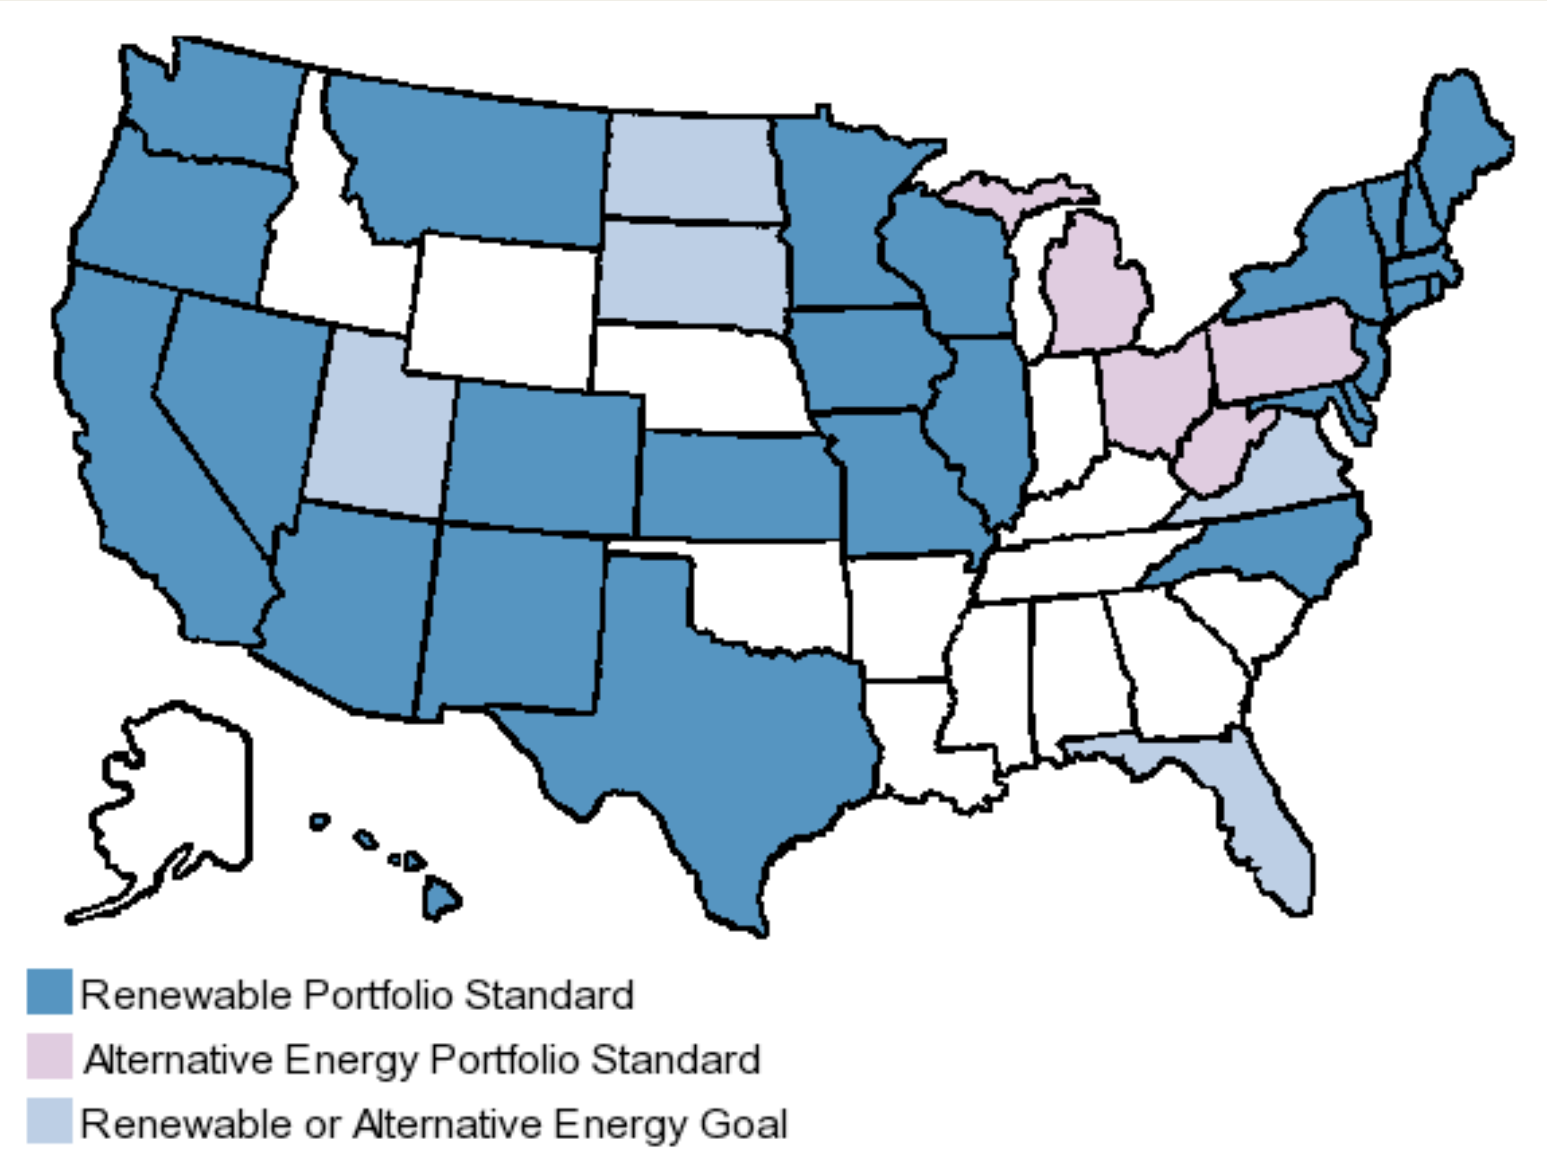 Renewable Portfolio Standard
Alternative Energy Portfolio Standard
Renewable or Alternative Energy Goal